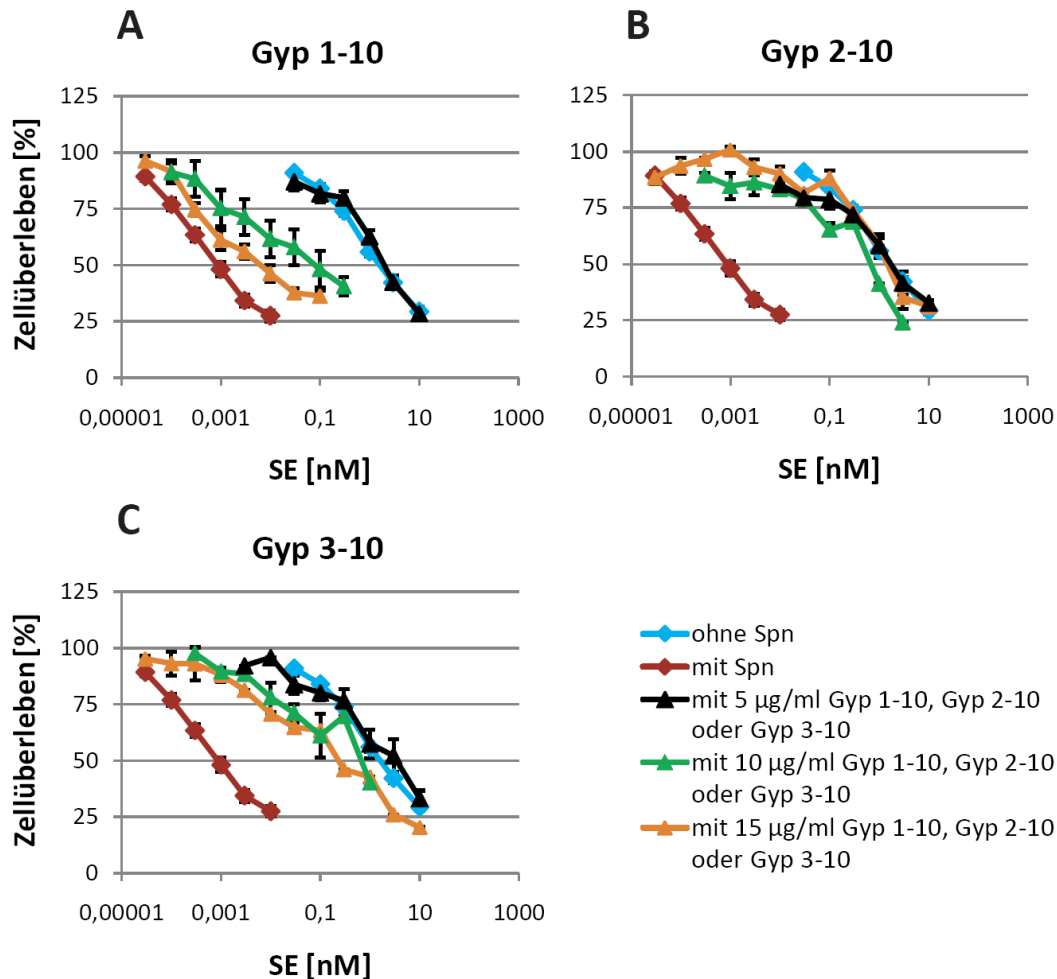 A
Gyp 1-10
Zellüberleben [%]
125
100
75
50
25
0
0,00001 0,001 0,1 10 1000
SE [nM]
B
Gyp 2-10
Zellüberleben [%]
125
100
75
50
25
0
0,00001 0,001 0,1 10 1000
SE [nM]
C
Gyp 3-10
Zellüberleben [%]
125
100
75
50
25
0
0,00001 0,001 0,1 10 1000
SE [nM]
ohne Spn
mit Spn
mit 5 µg/ml Gyp 1-10, Gyp 2-10
oder Gyp 3-10
mit 10 µg/ml Gyp 1-10, Gyp 2-10
oder Gyp 3-10
mit 15 µg/ml Gyp 1-10, Gyp 2-10
oder Gyp 3-10